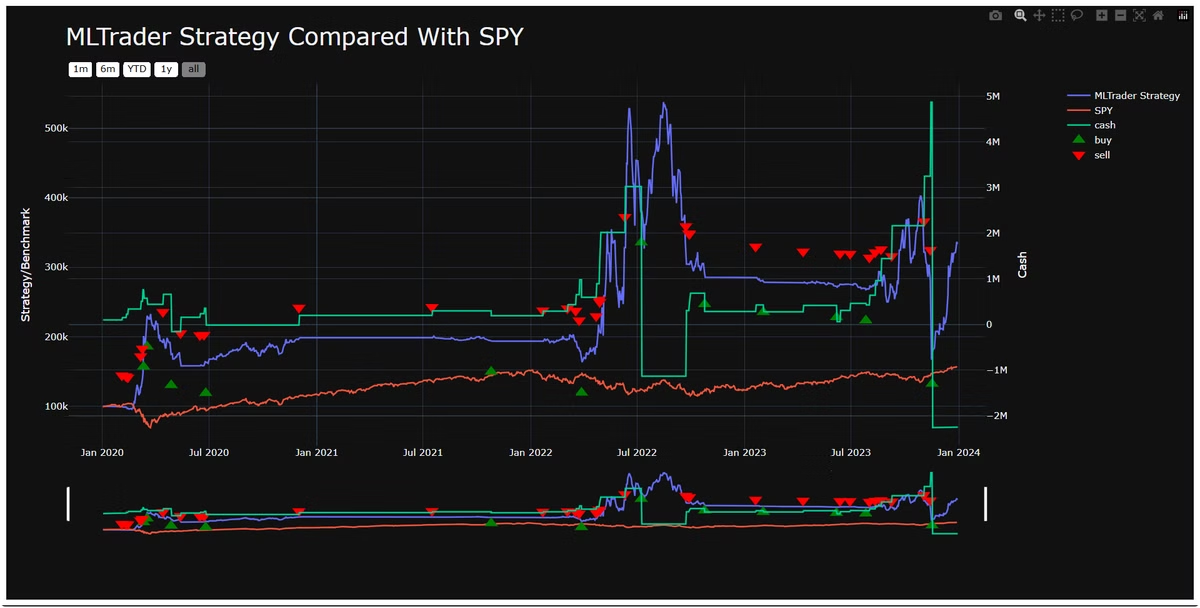 MLTrader Strategy Compared With SPY
1m 6m YTD 1y all
MLTrader Strategy
SPY
cash
buy
sell
Strategy/Benchmark
500k
400k
300k
200k
100k
5M
4M
3M
2M
1M
0
−1M
−2M
Cash
Jan 2020 Jul 2020 Jan 2021 Jul 2021 Jan 2022 Jul 2022 Jan 2023 Jul 2023 Jan 2024